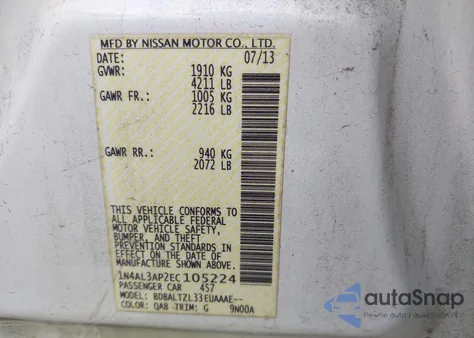 MFD BY NISSAN MOTOR CO., LTD.
DATE: 07/13
GVWR: 1910 KG
4211 LB
GAWR FR.: 1005 KG
2216 LB
GAWR RR.: 940 KG
2072 LB
THIS VEHICLE CONFORMS TO
ALL APPLICABLE FEDERAL
MOTOR VEHICLE SAFETY,
BUMPER, AND THEFT
PREVENTION STANDARDS IN
EFFECT ON THE DATE OF
MANUFACTURE SHOWN ABOVE.
1N4AL3AP2EC105224
PASSENGER CAR 457
MODEL: BDBALTZL33EUAAAE--
COLOR: QAB TRIM: G 9N00A
autoSnap